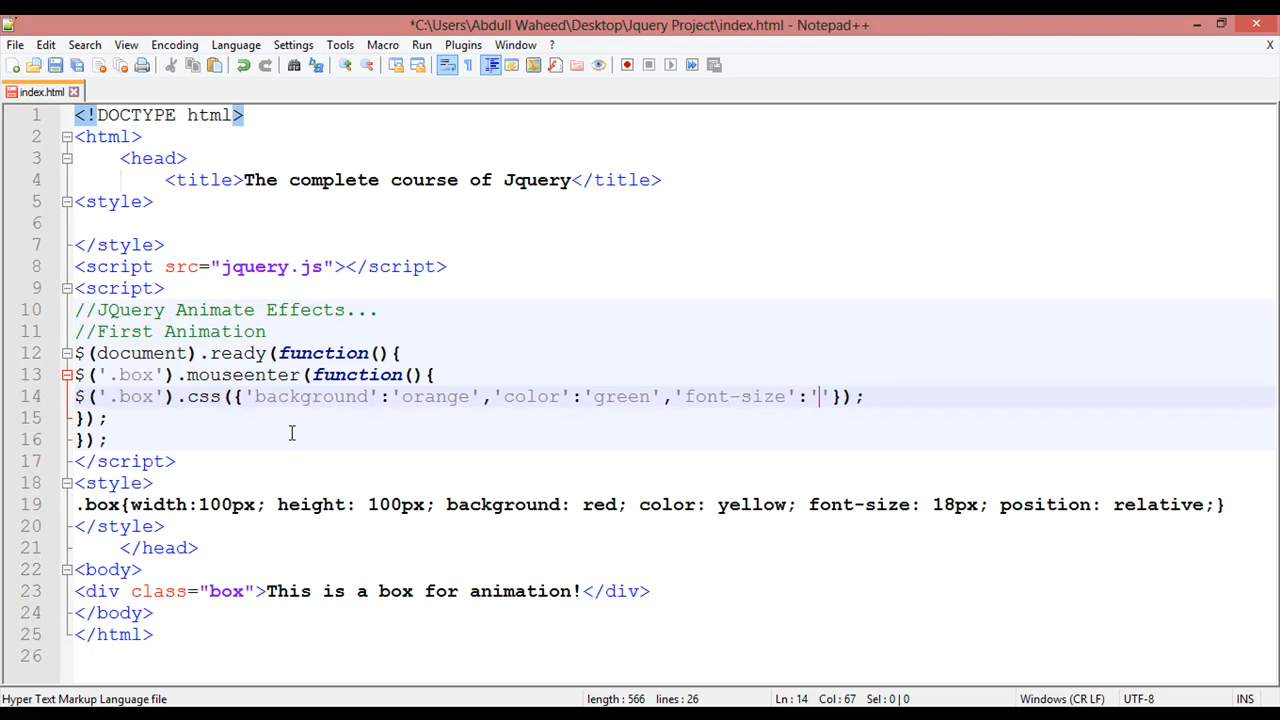 *C:\Users\Abdull Waheed\Desktop\Jquery Project\index.html - Notepad++
File Edit Search View Encoding Language Settings Tools Macro Run Plugins Window ? X
index.html
1 <!DOCTYPE html>
2 <html>
3 <head>
4 <title>The complete course of Jquery</title>
5 <style>
6
7 </style>
8 <script src="jquery.js"></script>
9 <script>
10 //JQuery Animate Effects...
11 //First Animation
12 $(document).ready(function(){
13 $('.box').mouseenter(function(){
14 $('.box').css({'background':'orange','color':'green','font-size':''});
15 });
16 });
17 </script>
18 <style>
19 .box{width:100px; height: 100px; background: red; color: yellow; font-size: 18px; position: relative;}
20 </style>
21 </head>
22 <body>
23 <div class="box">This is a box for animation!</div>
24 </body>
25 </html>
26
Hyper Text Markup Language file length : 566 lines : 26 Ln : 14 Col : 67 Sel : 0 | 0 Windows (CR LF) UTF-8 INS